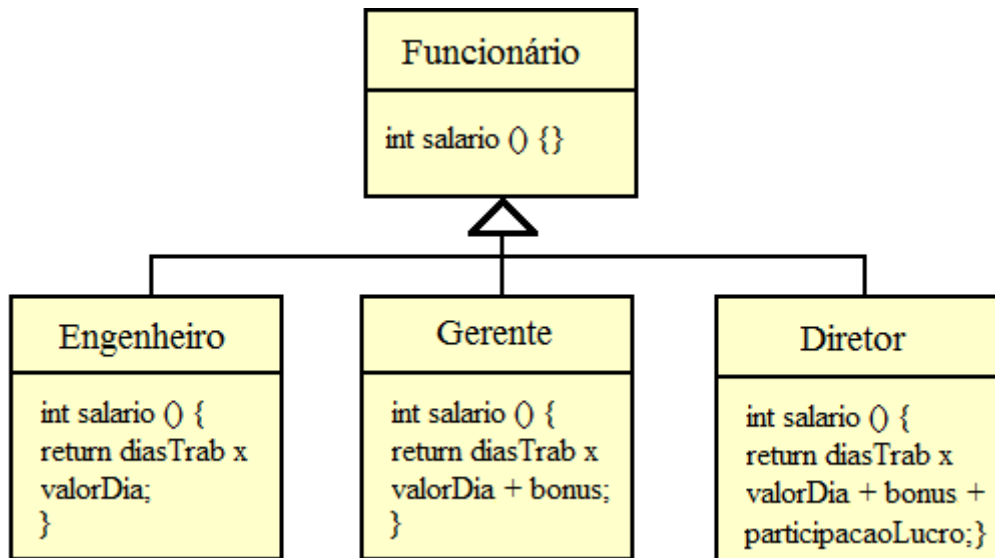 Funcionário
int salario () {}
Engenheiro
int salario () {
return diasTrab x
valorDia;
}
Gerente
int salario () {
return diasTrab x
valorDia + bonus;
}
Diretor
int salario () {
return diasTrab x
valorDia + bonus +
participacaoLucro;}